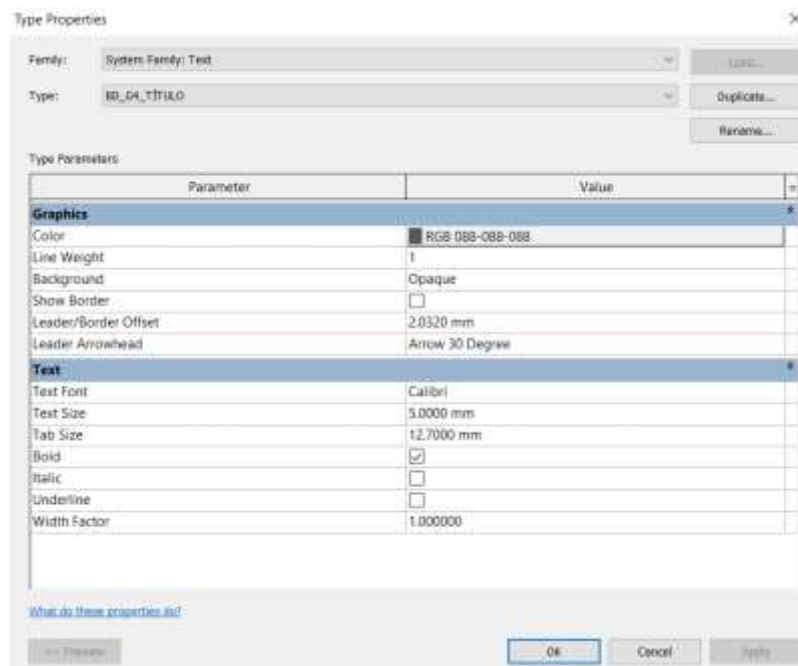 Type Properties
Family: System Family: Text Load...
Type: BD_G4_TÍTULO Duplicate...
Rename...
Type Parameters
Parameter Value =
Graphics
Color RGB 088-088-088
Line Weight 1
Background Opaque
Show Border
Leader/Border Offset 2.0320 mm
Leader Arrowhead Arrow 30 Degree
Text
Text Font Calibri
Text Size 5.0000 mm
Tab Size 12.7000 mm
Bold
Italic
Underline
Width Factor 1.000000
What do these properties do?
<< Preview OK Cancel Apply